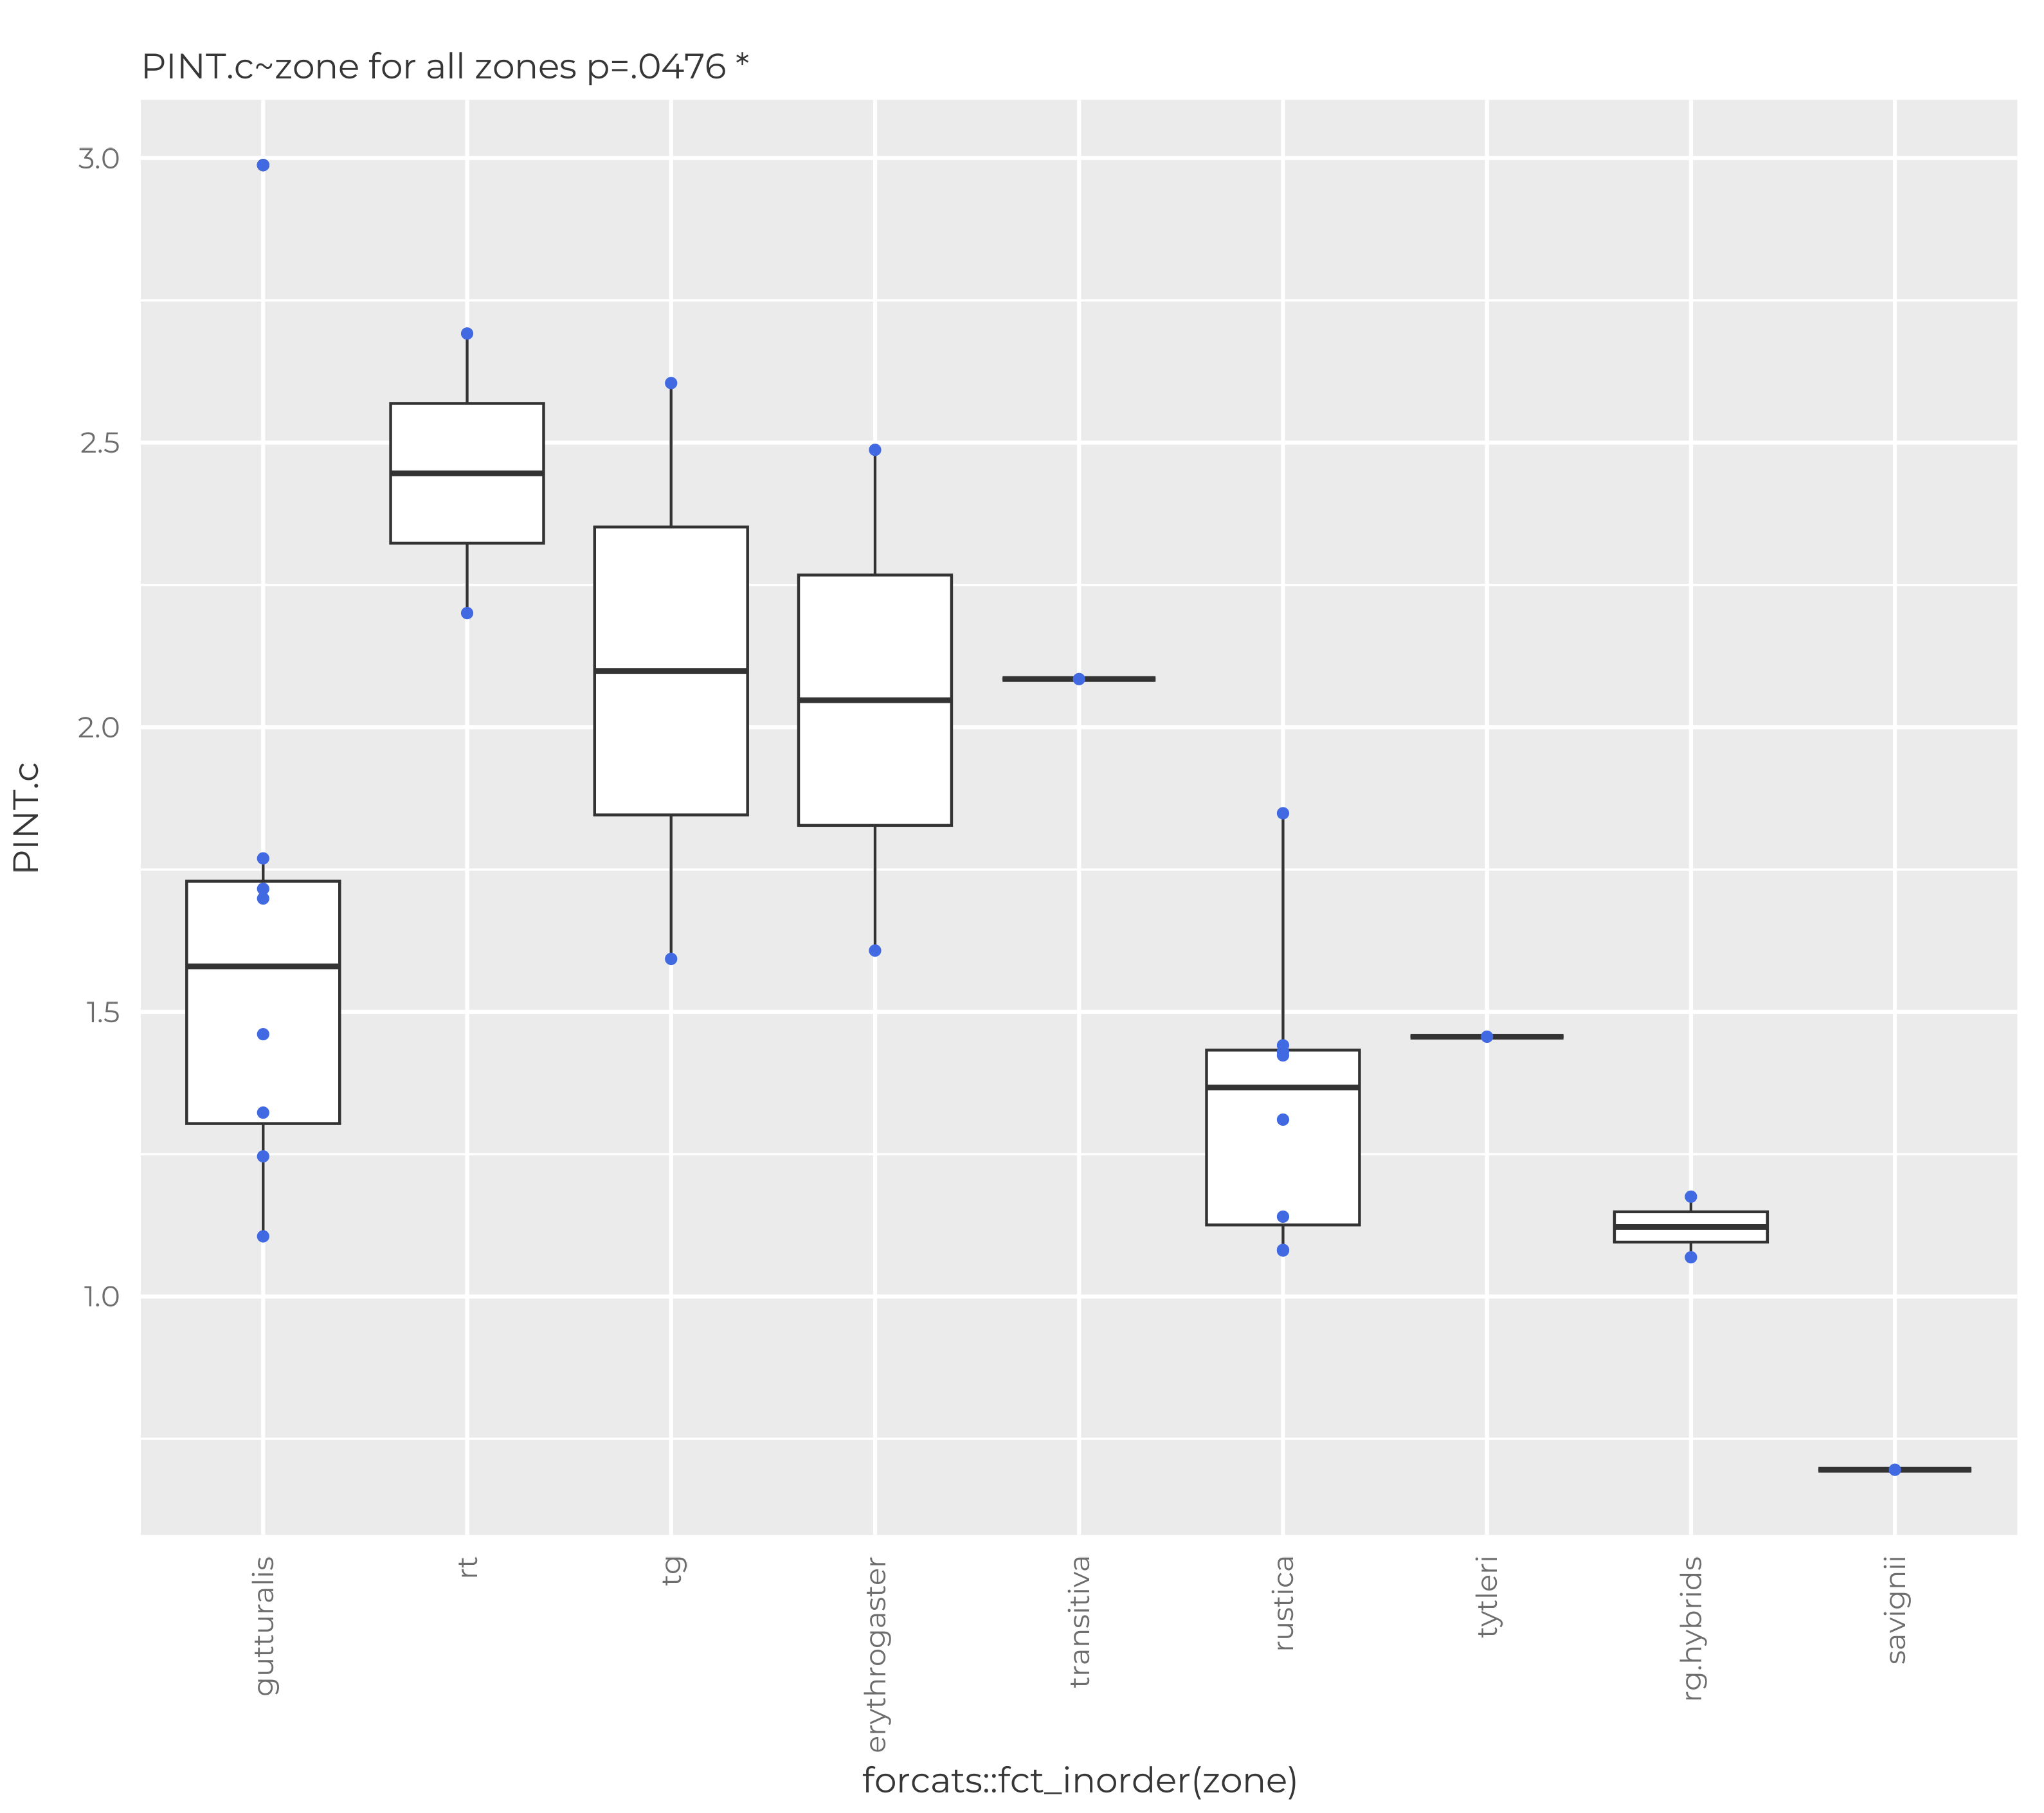 PINT.c~zone for all zones p=.0476 *
3.0
2.5
2.0
1.5
1.0
PINT.c
gutturalis
rt
tg
erythrogaster
transitiva
rustica
tytleri
rg.hybrids
savignii
forcats::fct_inorder(zone)